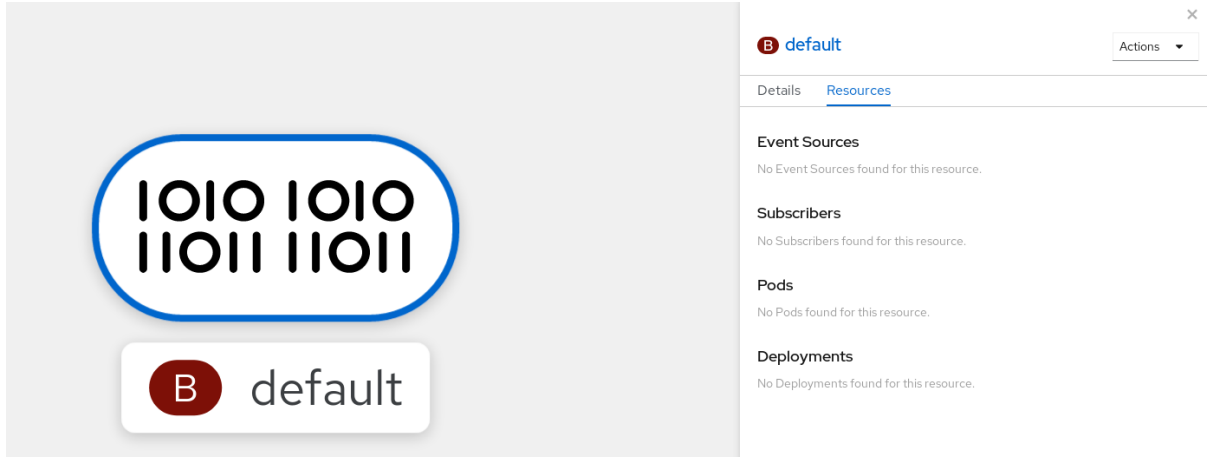 1010 1010
11011 11011
B default
×
B default
Actions
Details Resources
Event Sources
No Event Sources found for this resource.
Subscribers
No Subscribers found for this resource.
Pods
No Pods found for this resource.
Deployments
No Deployments found for this resource.